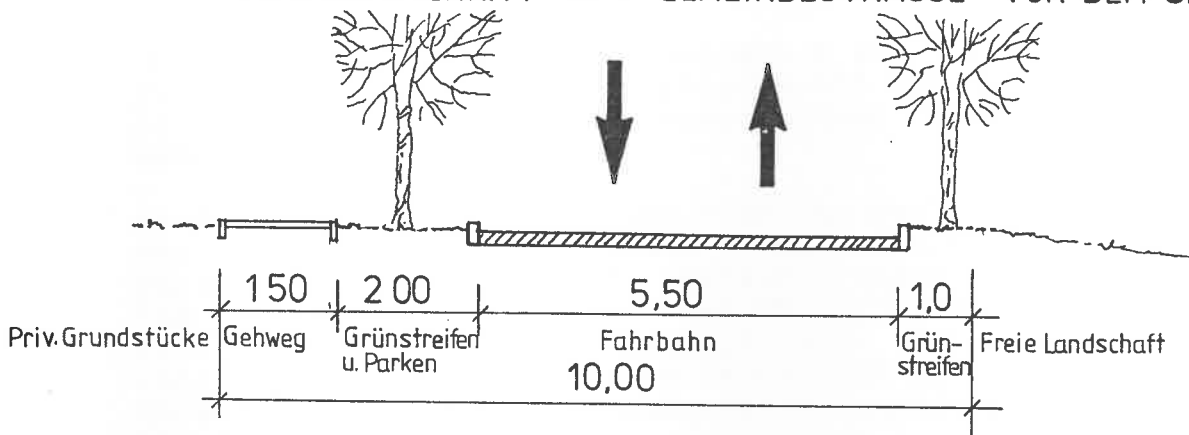 150 2 00 5,50 1,0
Priv. Grundstücke Gehweg Grünstreifen u. Parken Fahrbahn Grün-streifen Freie Landschaft
10,00